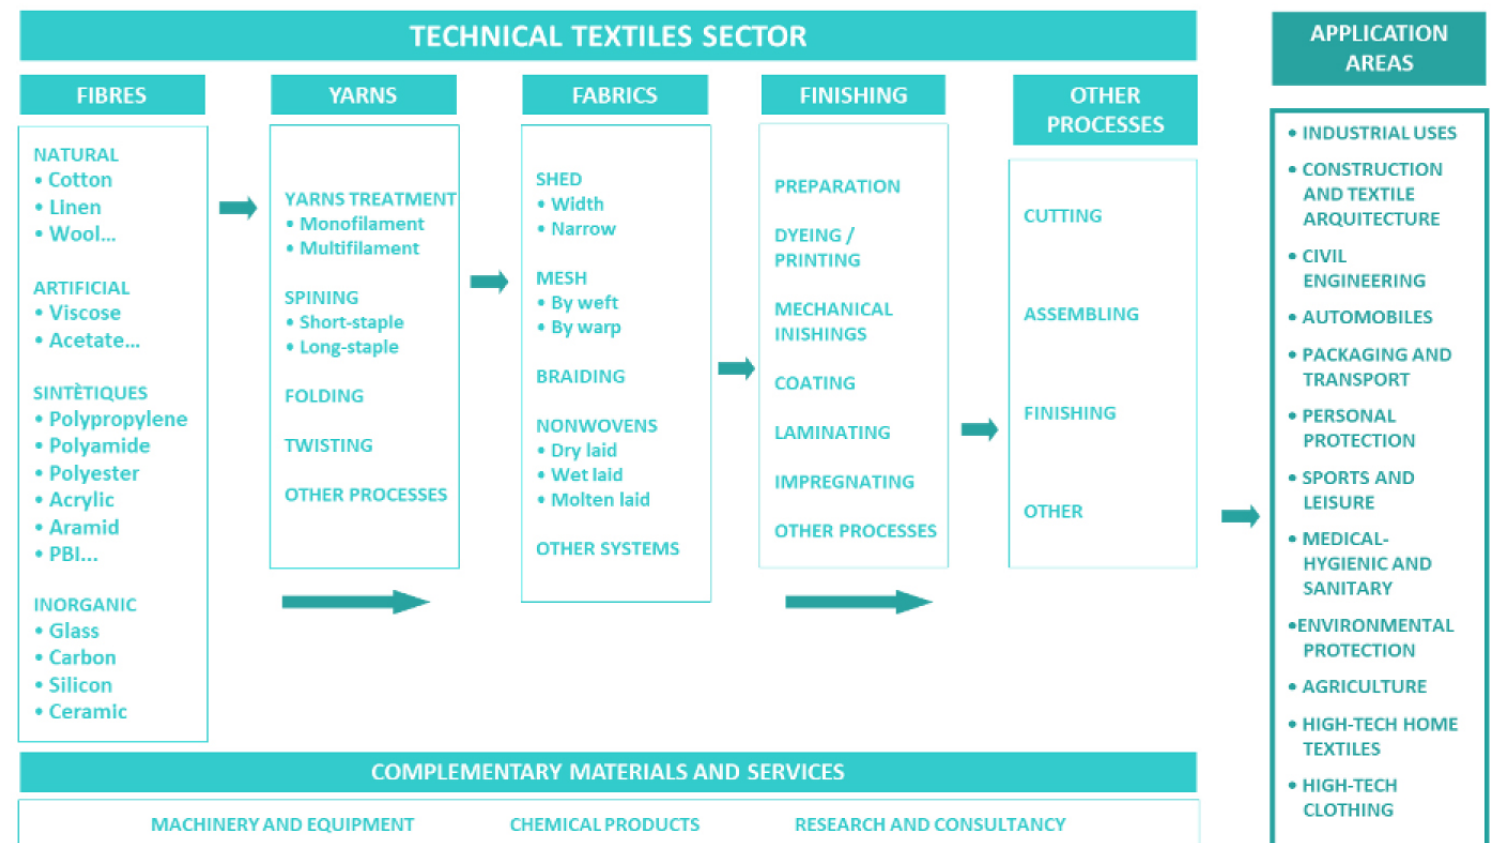 TECHNICAL TEXTILES SECTOR
FIBRES
NATURAL
• Cotton
• Linen
• Wool...
ARTIFICIAL
• Viscose
• Acetate...
SINTÈTIQUES
• Polypropylene
• Polyamide
• Polyester
• Acrylic
• Aramid
• PBI...
INORGANIC
• Glass
• Carbon
• Silicon
• Ceramic
YARNS
YARNS TREATMENT
• Monofilament
• Multifilament
SPINING
• Short-staple
• Long-staple
FOLDING
TWISTING
OTHER PROCESSES
FABRICS
SHED
• Width
• Narrow
MESH
• By weft
• By warp
BRAIDING
NONWOVENS
• Dry laid
• Wet laid
• Molten laid
OTHER SYSTEMS
FINISHING
PREPARATION
DYEING /
PRINTING
MECHANICAL
INISHINGS
COATING
LAMINATING
IMPREGNATING
OTHER PROCESSES
OTHER
PROCESSES
CUTTING
ASSEMBLING
FINISHING
OTHER
APPLICATION
AREAS
• INDUSTRIAL USES
• CONSTRUCTION
AND TEXTILE
ARQUITECTURE
• CIVIL
ENGINEERING
• AUTOMOBILES
• PACKAGING AND
TRANSPORT
• PERSONAL
PROTECTION
• SPORTS AND
LEISURE
• MEDICAL-
HYGIENIC AND
SANITARY
•ENVIRONMENTAL
PROTECTION
• AGRICULTURE
• HIGH-TECH HOME
TEXTILES
• HIGH-TECH
CLOTHING
COMPLEMENTARY MATERIALS AND SERVICES
MACHINERY AND EQUIPMENT
CHEMICAL PRODUCTS
RESEARCH AND CONSULTANCY